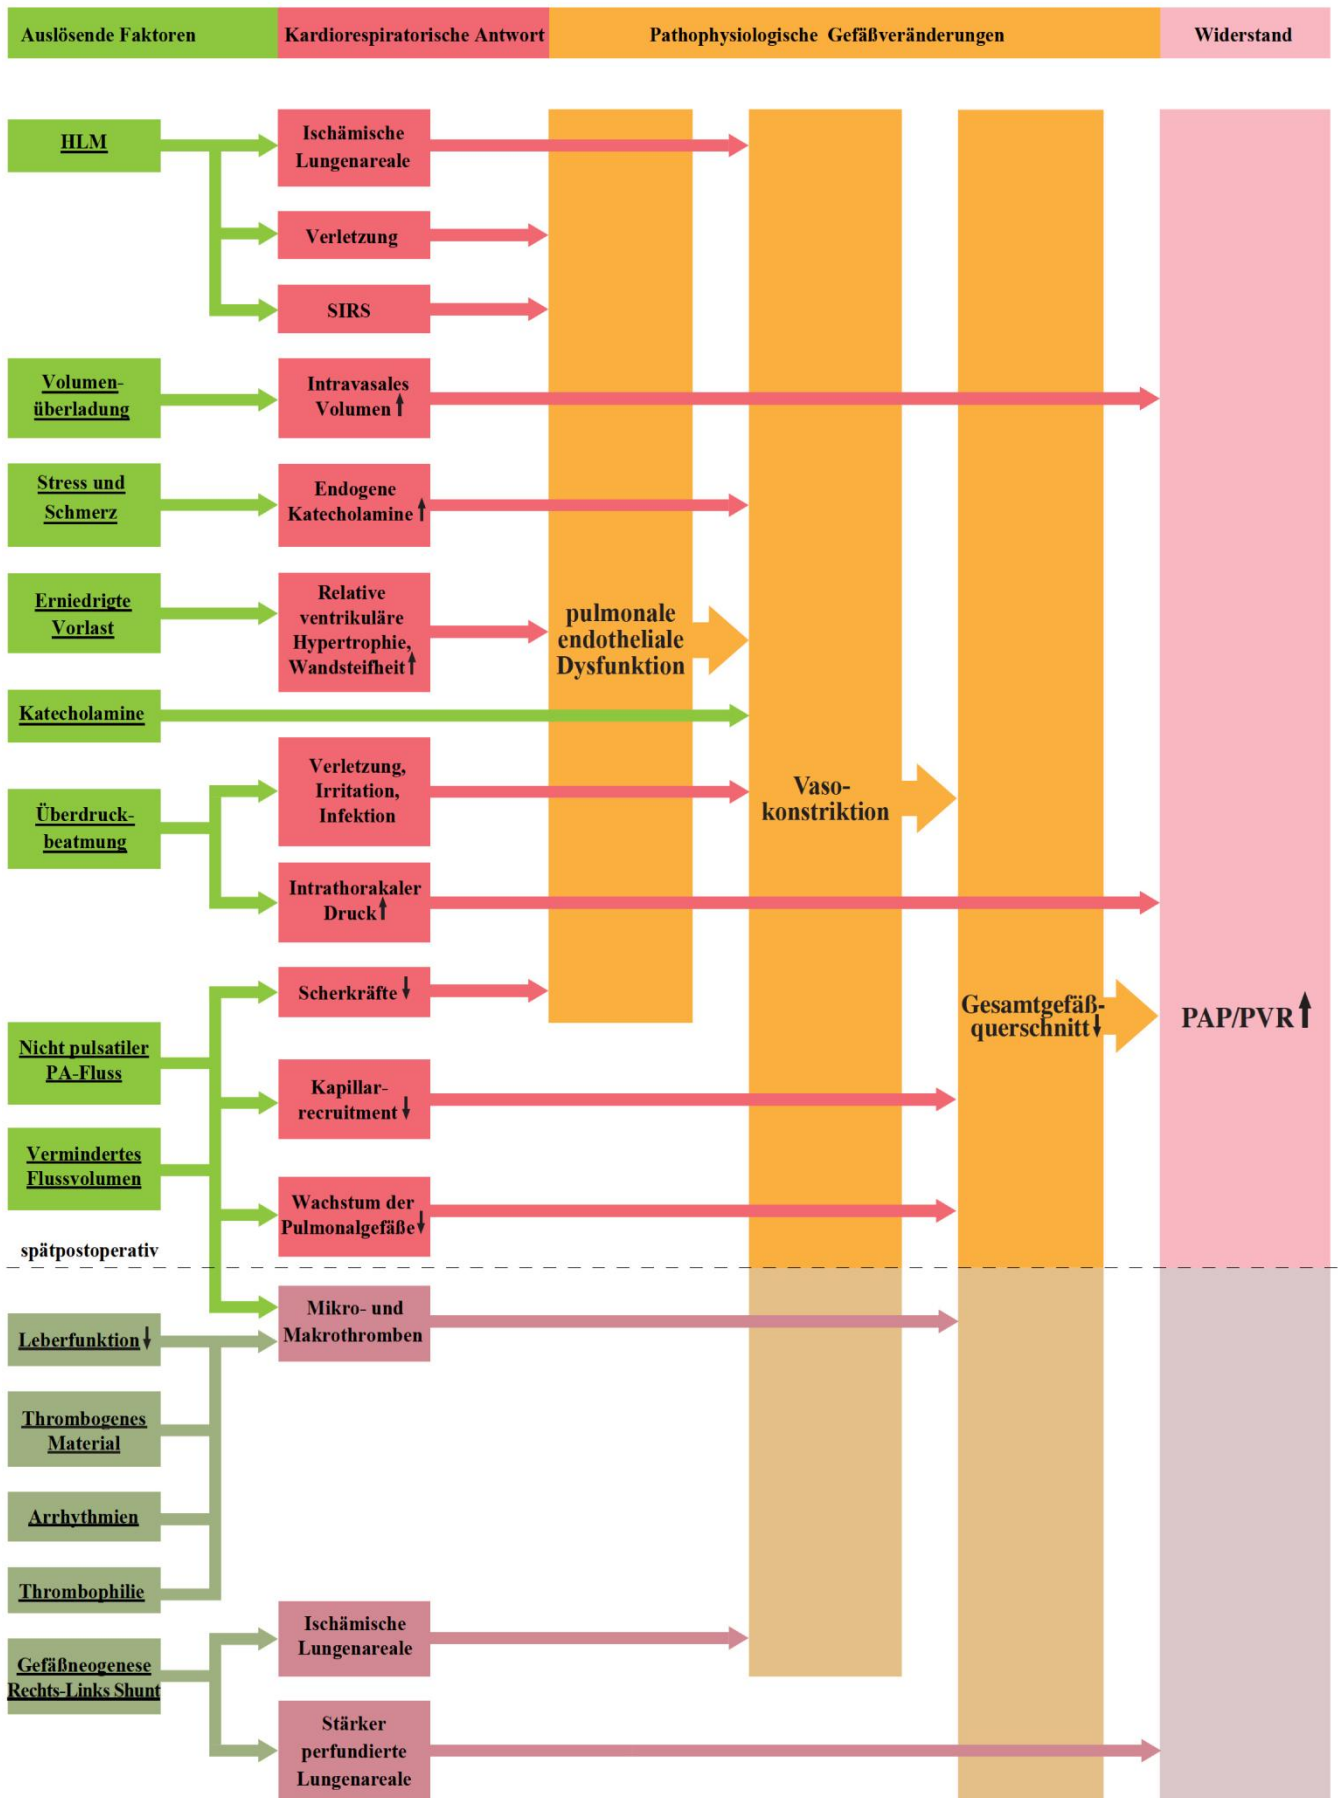 Auslösende Faktoren
Kardiorespiratorische Antwort
Pathophysiologische Gefäßveränderungen
Widerstand
HLM
Ischämische
Lungenareale
Verletzung
SIRS
Volumen-
überladung
Intravasales
Volumen↑
Stress und
Schmerz
Endogene
Katecholamine↑
Erniedrigte
Vorlast
Relative
ventrikuläre
Hypertrophie,
Wandsteifheit↑
pulmonale
endotheliale
Dysfunktion
Katecholamine
Überdruck-
beatmung
Verletzung,
Irritation,
Infektion
Vaso-
konstriktion
Intrathorakaler
Druck↑
Scherkräfte↓
Gesamtgefäß-
querschnitt↓
PAP/PVR↑
Nicht pulsatiler
PA-Fluss
Kapillar-
recruitment↓
Vermindertes
Flussvolumen
Wachstum der
Pulmonalgefäße↓
spätpostoperativ
Mikro- und
Makrothromben
Leberfunktion↓
Thrombogenes
Material
Arrhythmien
Thrombophilie
Gefäßneogenese
Rechts-Links Shunt
Ischämische
Lungenareale
Stärker
perfundierte
Lungenareale